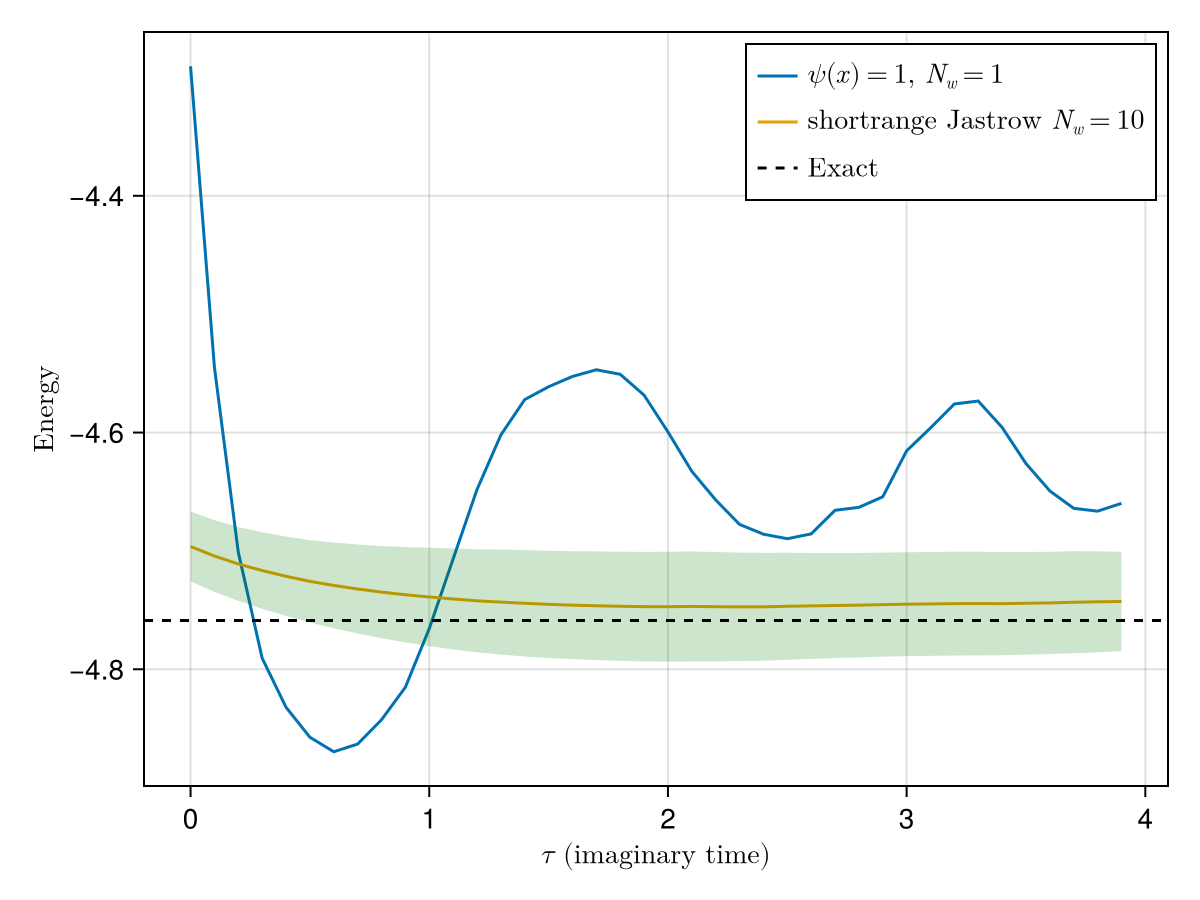 ψ(x) = 1, N_w = 1
shortrange Jastrow N_w = 10
Exact
Energy
−4.4
−4.6
−4.8
0 1 2 3 4
τ (imaginary time)